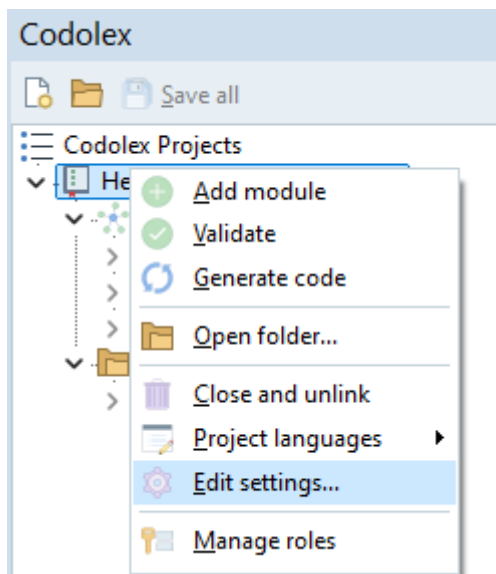 Codolex
Save all
Codolex Projects
He
Add module
Validate
Generate code
Open folder...
Close and unlink
Project languages
Edit settings...
Manage roles